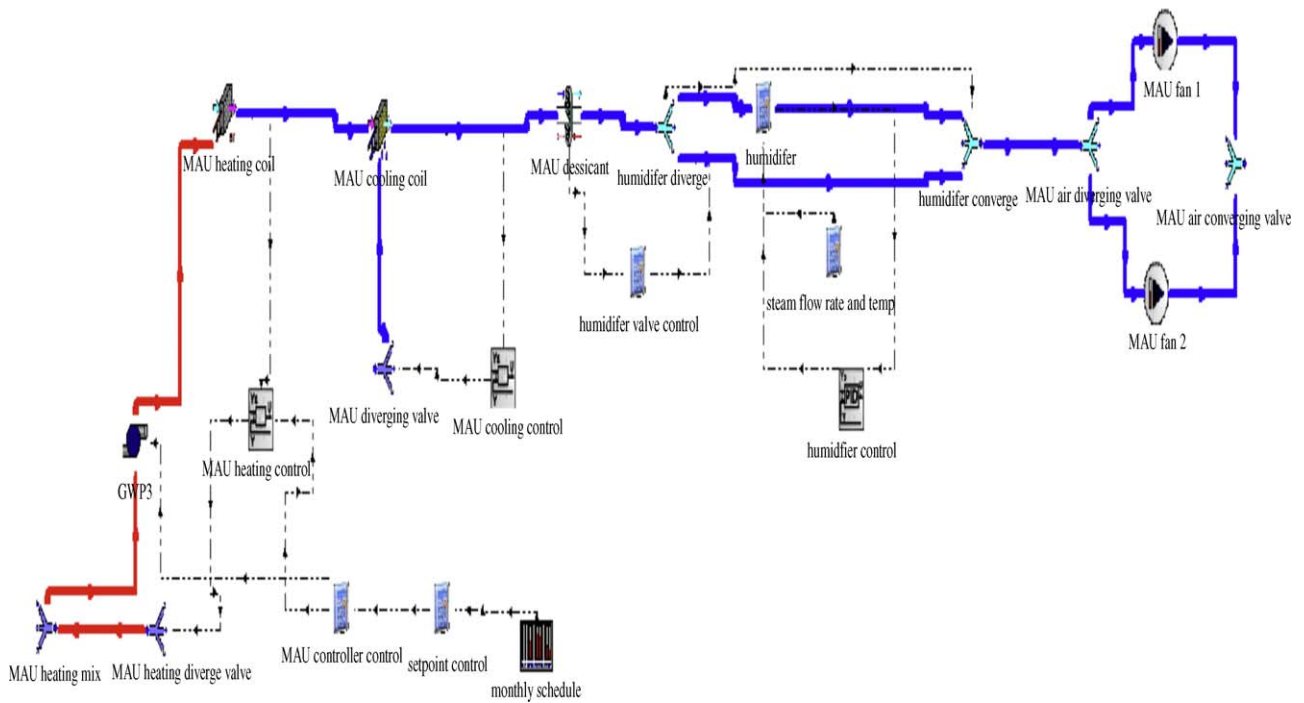 MAU fan 1
MAU heating coil
MAU cooling coil
MAU dessicant
humidifer diverge
humidifer
humidifer converge
MAU air diverging valve
MAU air converging valve
steam flow rate and temp
humidifer valve control
MAU fan 2
MAU diverging valve
MAU cooling control
humidfier control
MAU heating control
GWP3
MAU heating mix
MAU heating diverge valve
MAU controller control
setpoint control
monthly schedule